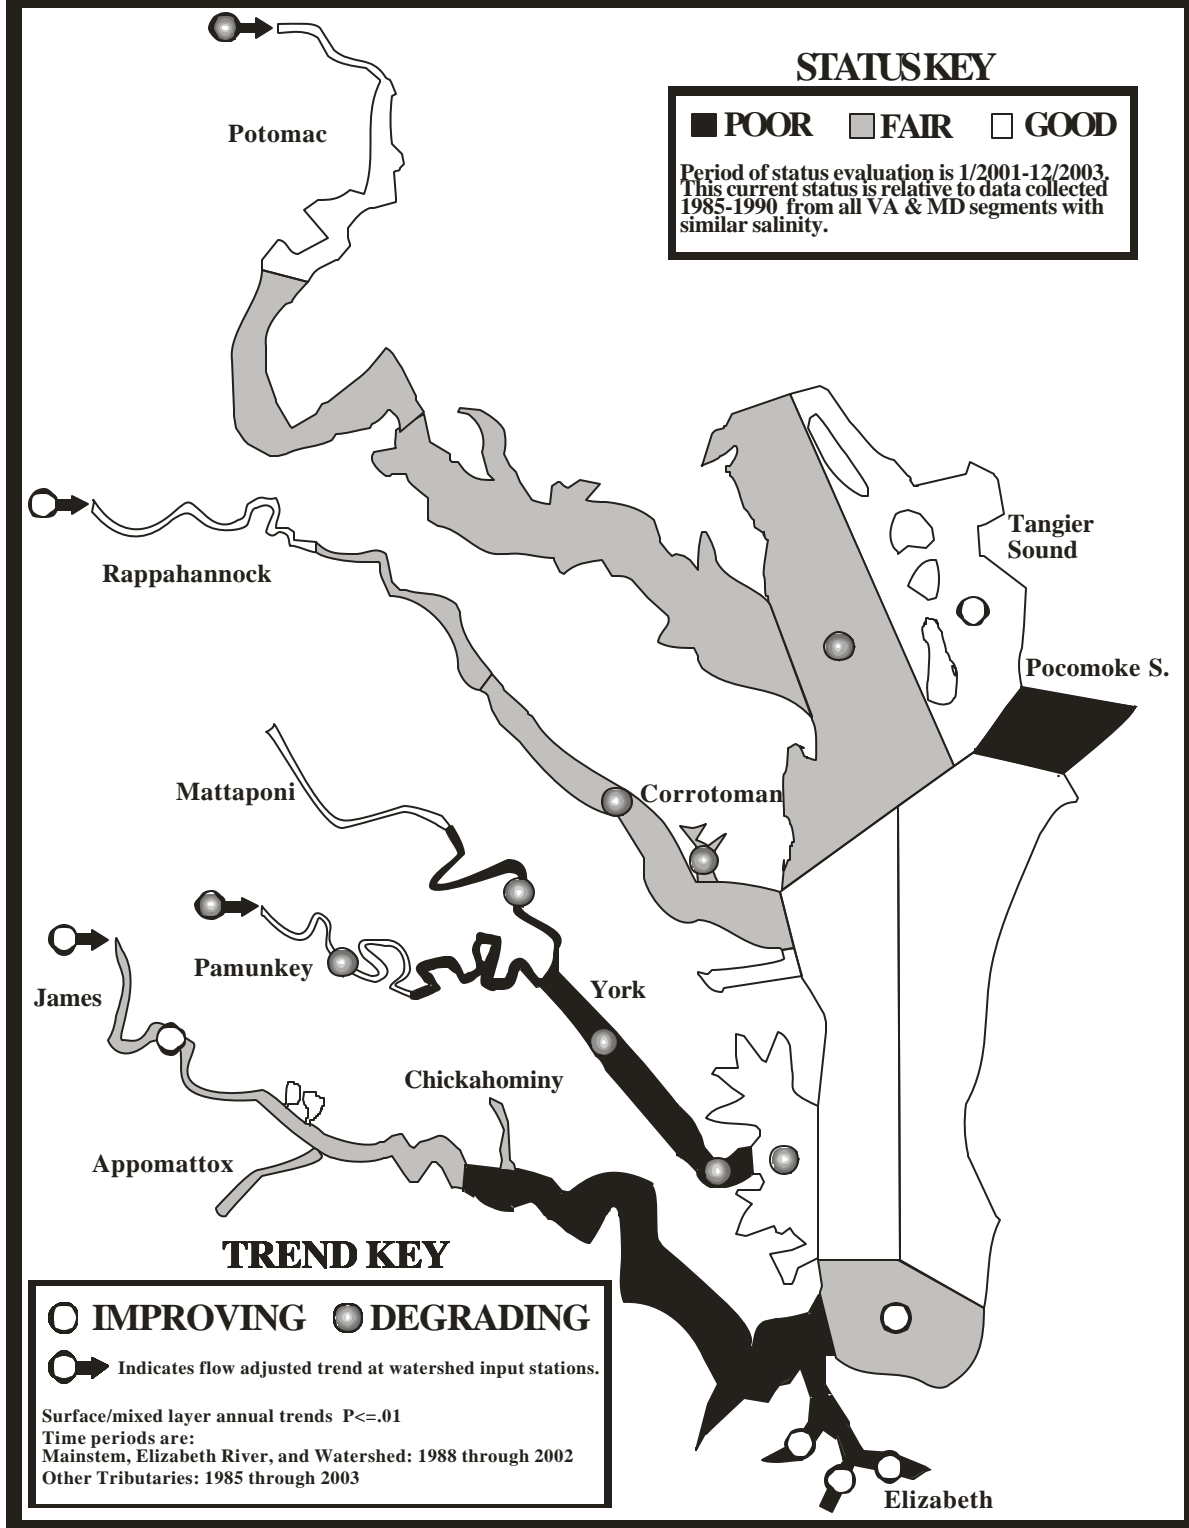 STATUS KEY
POOR FAIR GOOD
Period of status evaluation is 1/2001-12/2003.
This current status is relative to data collected
1985-1990 from all VA & MD segments with
similar salinity.
Potomac
Tangier
Sound
Rappahannock
Pocomoke S.
Mattaponi
Corrotoman
Pamunkey
York
James
Chickahominy
Appomattox
TREND KEY
IMPROVING DEGRADING
Indicates flow adjusted trend at watershed input stations.
Surface/mixed layer annual trends P<=.01
Time periods are:
Mainstem, Elizabeth River, and Watershed: 1988 through 2002
Other Tributaries: 1985 through 2003
Elizabeth